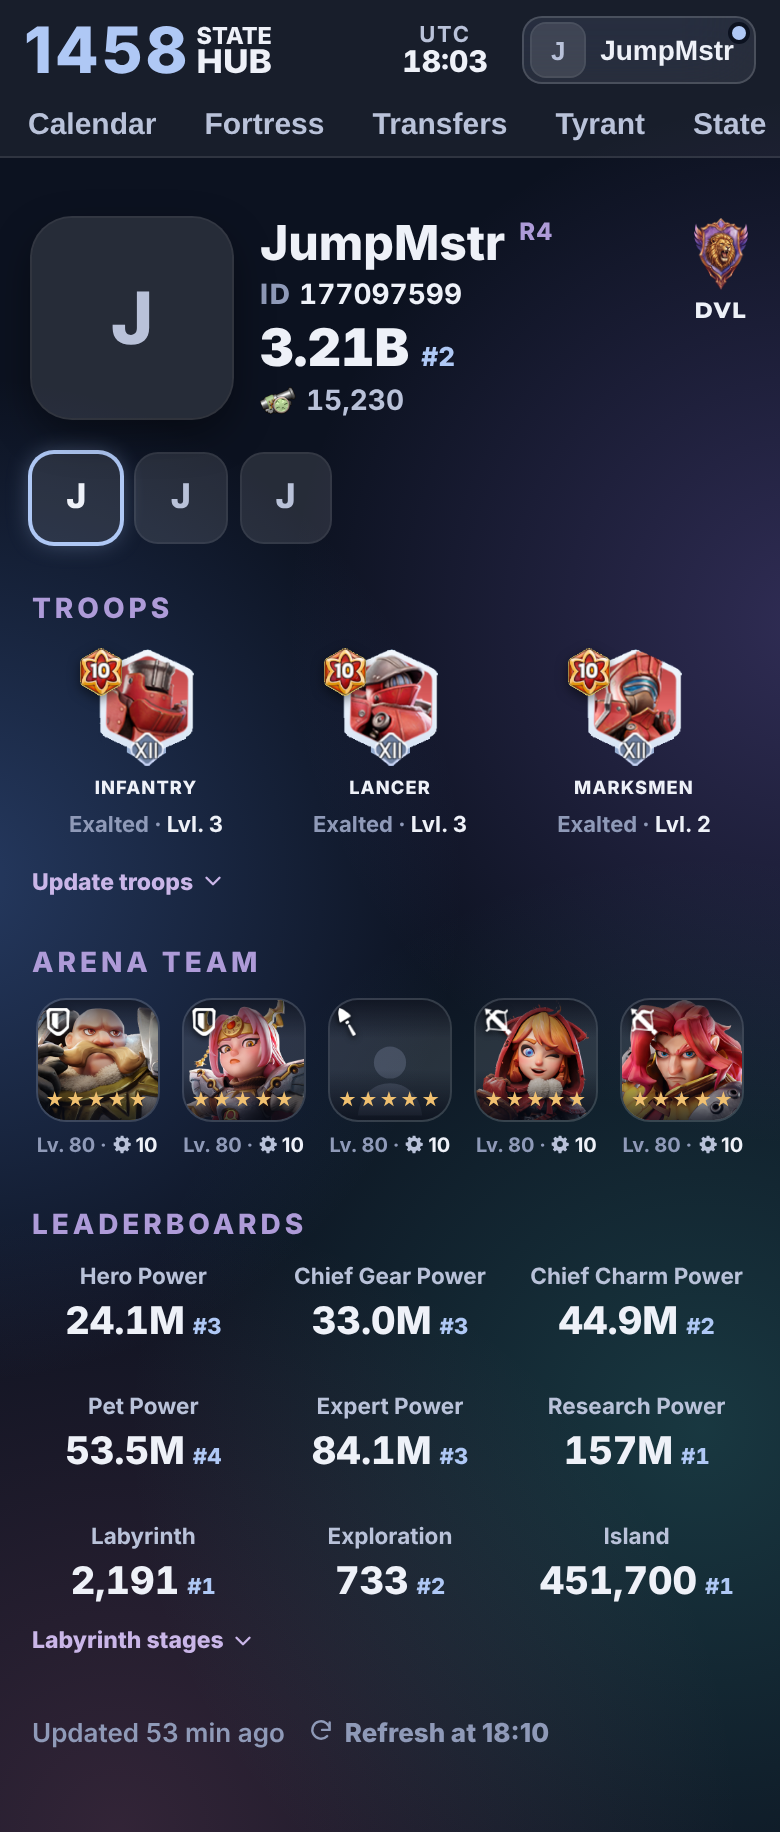 1458 STATE HUB
UTC
18:03
J JumpMstr
Calendar Fortress Transfers Tyrant State
J
JumpMstr R4
ID 177097599
3.21B #2
15,230
DVL
J J J
TROOPS
10 10 10
XII XII XII
INFANTRY LANCER MARKSMEN
Exalted · Lvl. 3 Exalted · Lvl. 3 Exalted · Lvl. 2
Update troops
ARENA TEAM
Lv. 80 · 10 Lv. 80 · 10 Lv. 80 · 10 Lv. 80 · 10 Lv. 80 · 10
LEADERBOARDS
Hero Power Chief Gear Power Chief Charm Power
24.1M #3 33.0M #3 44.9M #2
Pet Power Expert Power Research Power
53.5M #4 84.1M #3 157M #1
Labyrinth Exploration Island
2,191 #1 733 #2 451,700 #1
Labyrinth stages
Updated 53 min ago Refresh at 18:10